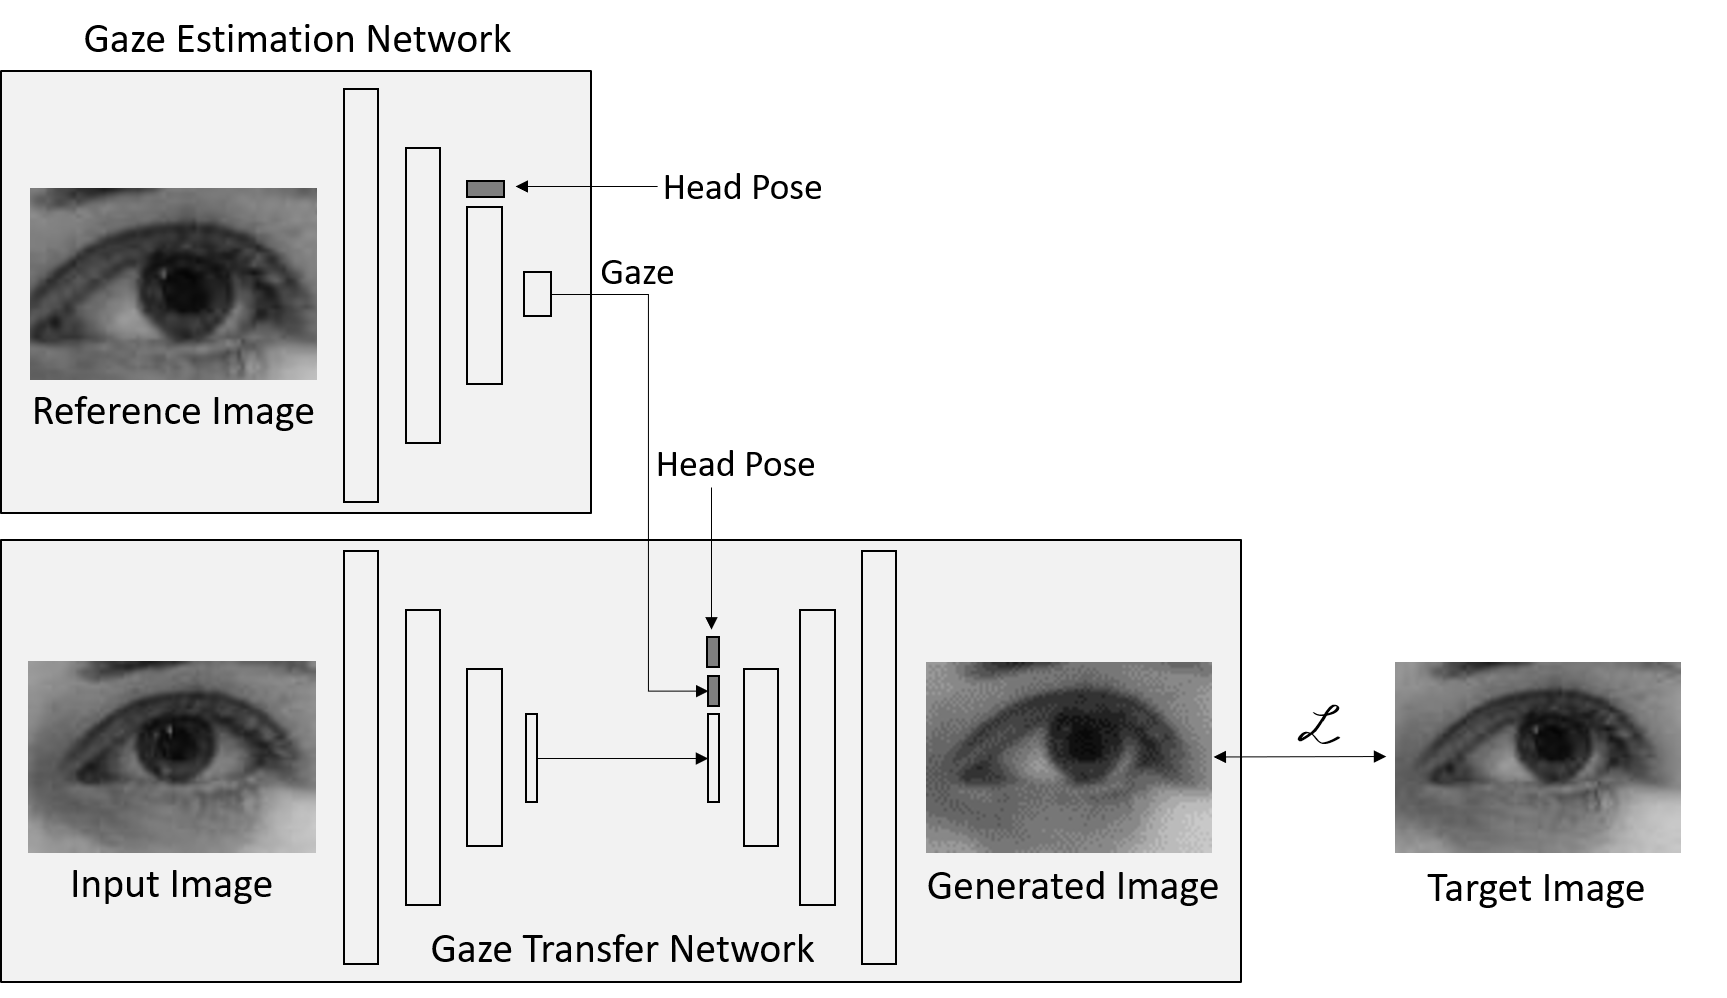 Gaze Estimation Network
Head Pose
Gaze
Reference Image
Head Pose
ℒ
Input Image
Generated Image
Target Image
Gaze Transfer Network